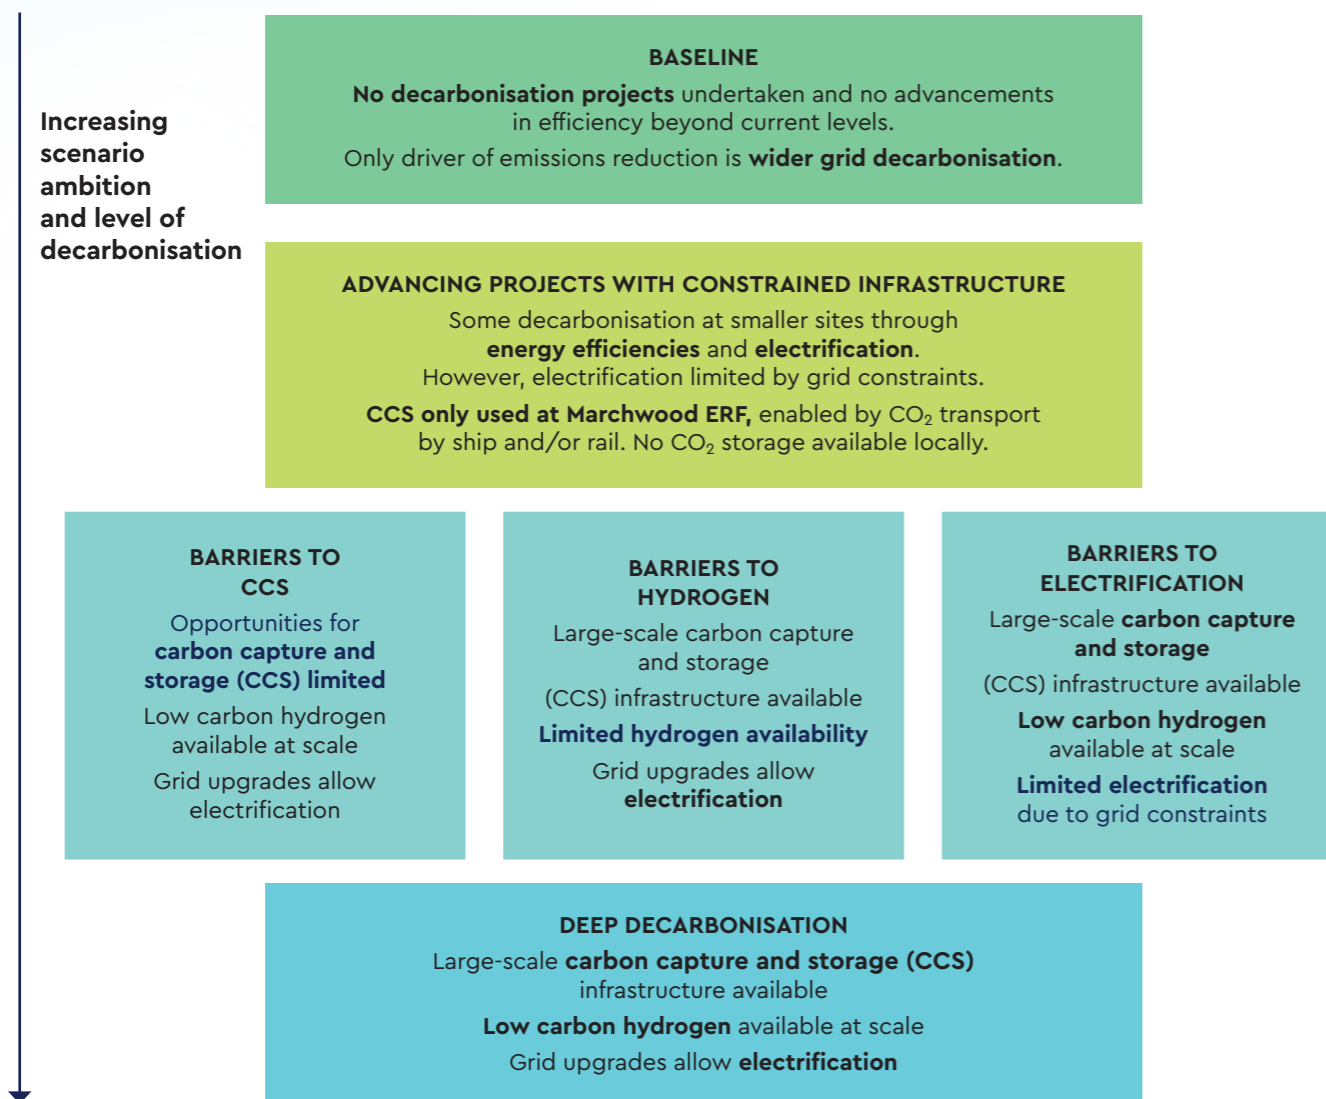 Increasing
scenario
ambition
and level of
decarbonisation
BASELINE
No decarbonisation projects undertaken and no advancements
in efficiency beyond current levels.
Only driver of emissions reduction is wider grid decarbonisation.
ADVANCING PROJECTS WITH CONSTRAINED INFRASTRUCTURE
Some decarbonisation at smaller sites through
energy efficiencies and electrification.
However, electrification limited by grid constraints.
CCS only used at Marchwood ERF, enabled by CO₂ transport
by ship and/or rail. No CO₂ storage available locally.
BARRIERS TO
CCS
Opportunities for
carbon capture and
storage (CCS) limited
Low carbon hydrogen
available at scale
Grid upgrades allow
electrification
BARRIERS TO
HYDROGEN
Large-scale carbon capture
and storage
(CCS) infrastructure available
Limited hydrogen availability
Grid upgrades allow
electrification
BARRIERS TO
ELECTRIFICATION
Large-scale carbon capture
and storage
(CCS) infrastructure available
Low carbon hydrogen
available at scale
Limited electrification
due to grid constraints
DEEP DECARBONISATION
Large-scale carbon capture and storage (CCS)
infrastructure available
Low carbon hydrogen available at scale
Grid upgrades allow electrification